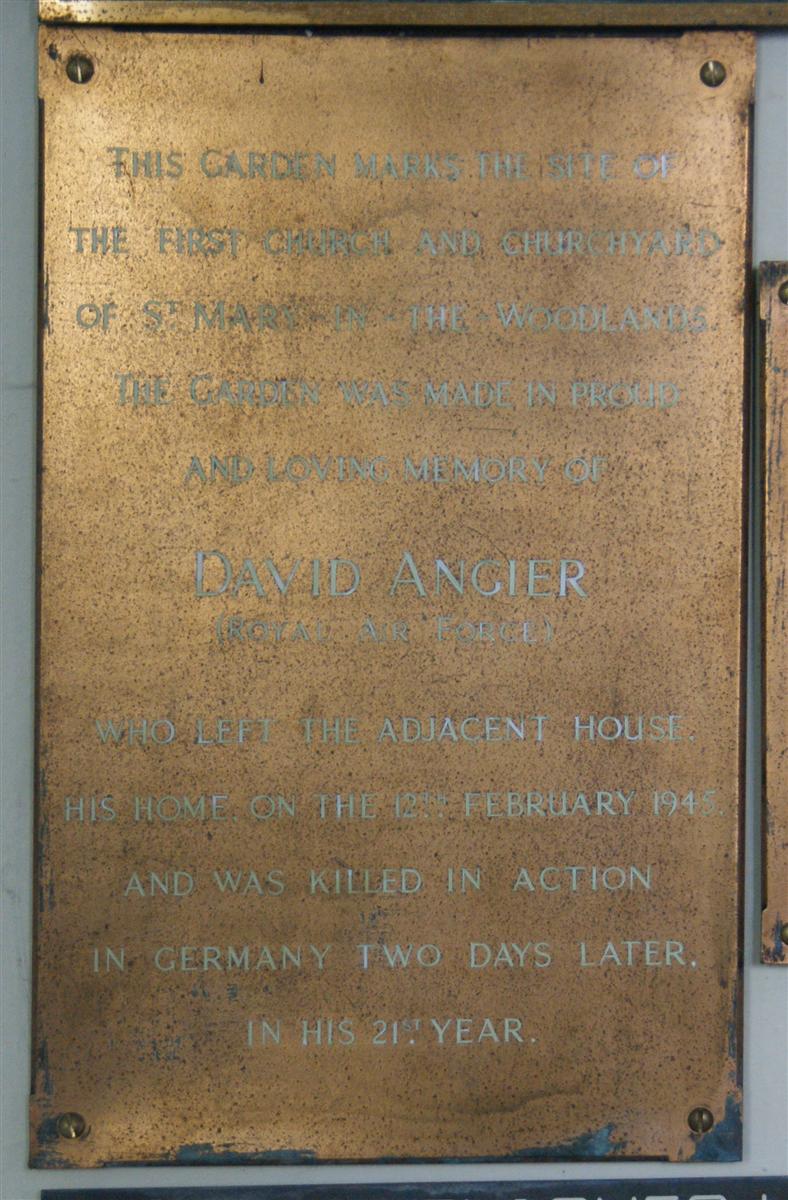 THIS GARDEN MARKS THE SITE OF
THE FIRST CHURCH AND CHURCHYARD
OF ST. MARY-IN-THE-WOODLANDS.
THE GARDEN WAS MADE IN PROUD
AND LOVING MEMORY OF
DAVID ANGIER
(ROYAL AIR FORCE)
WHO LEFT THE ADJACENT HOUSE,
HIS HOME, ON THE 12TH. FEBRUARY 1945,
AND WAS KILLED IN ACTION
IN GERMANY TWO DAYS LATER,
IN HIS 21ST. YEAR.